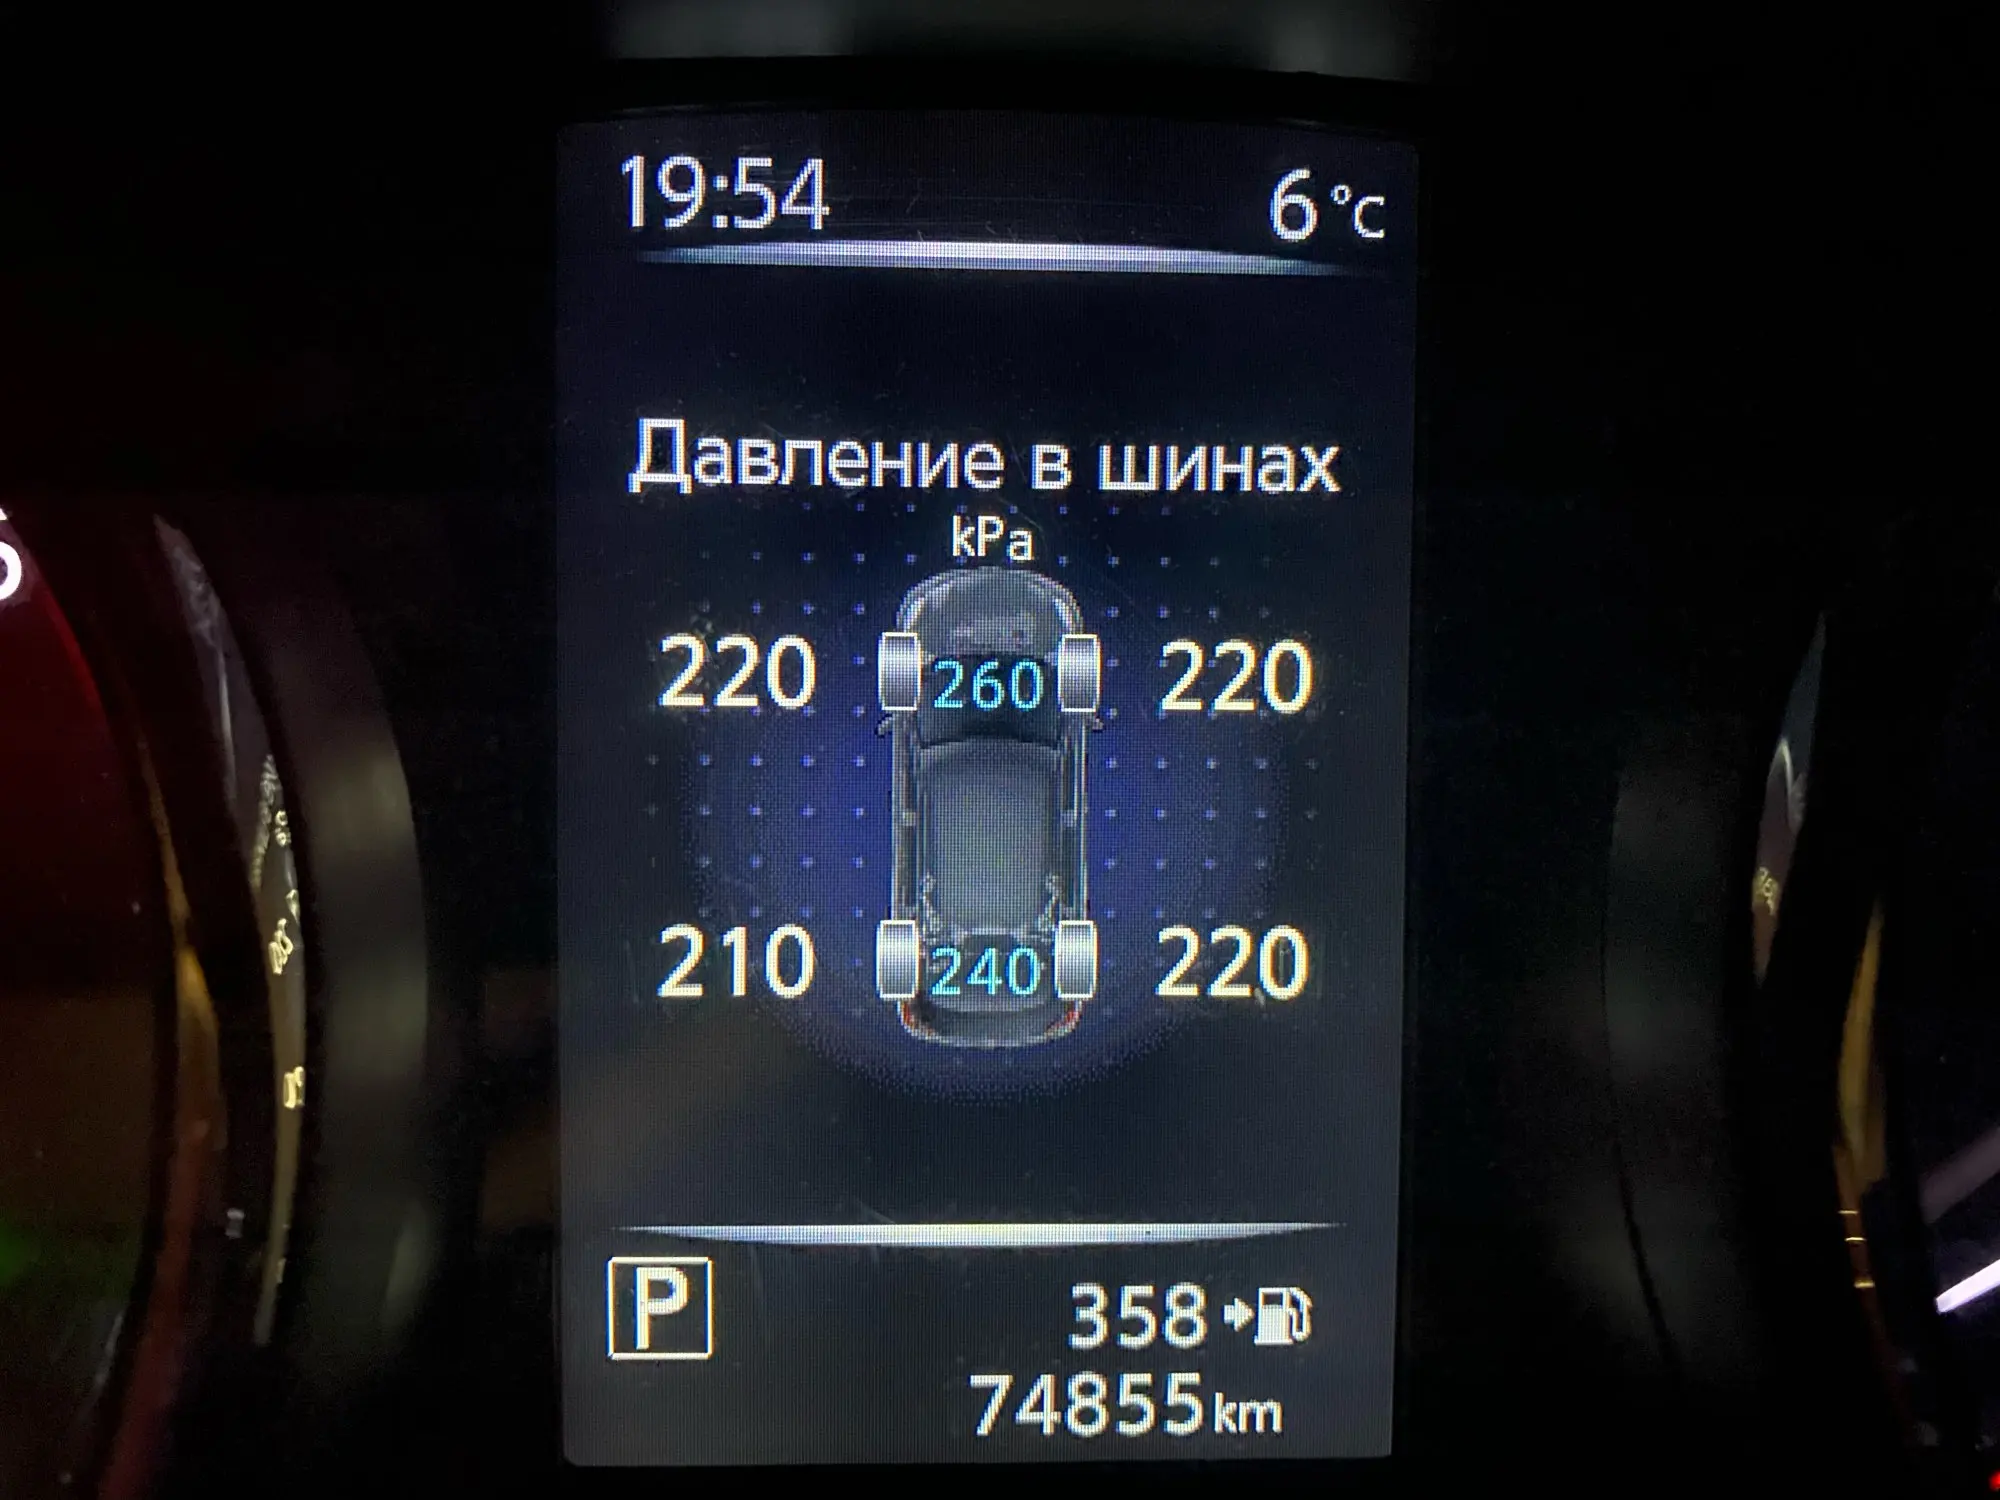 19:54 6 °C
Давление в шинах
kPa
220 260 220
210 240 220
P 358
74855 km